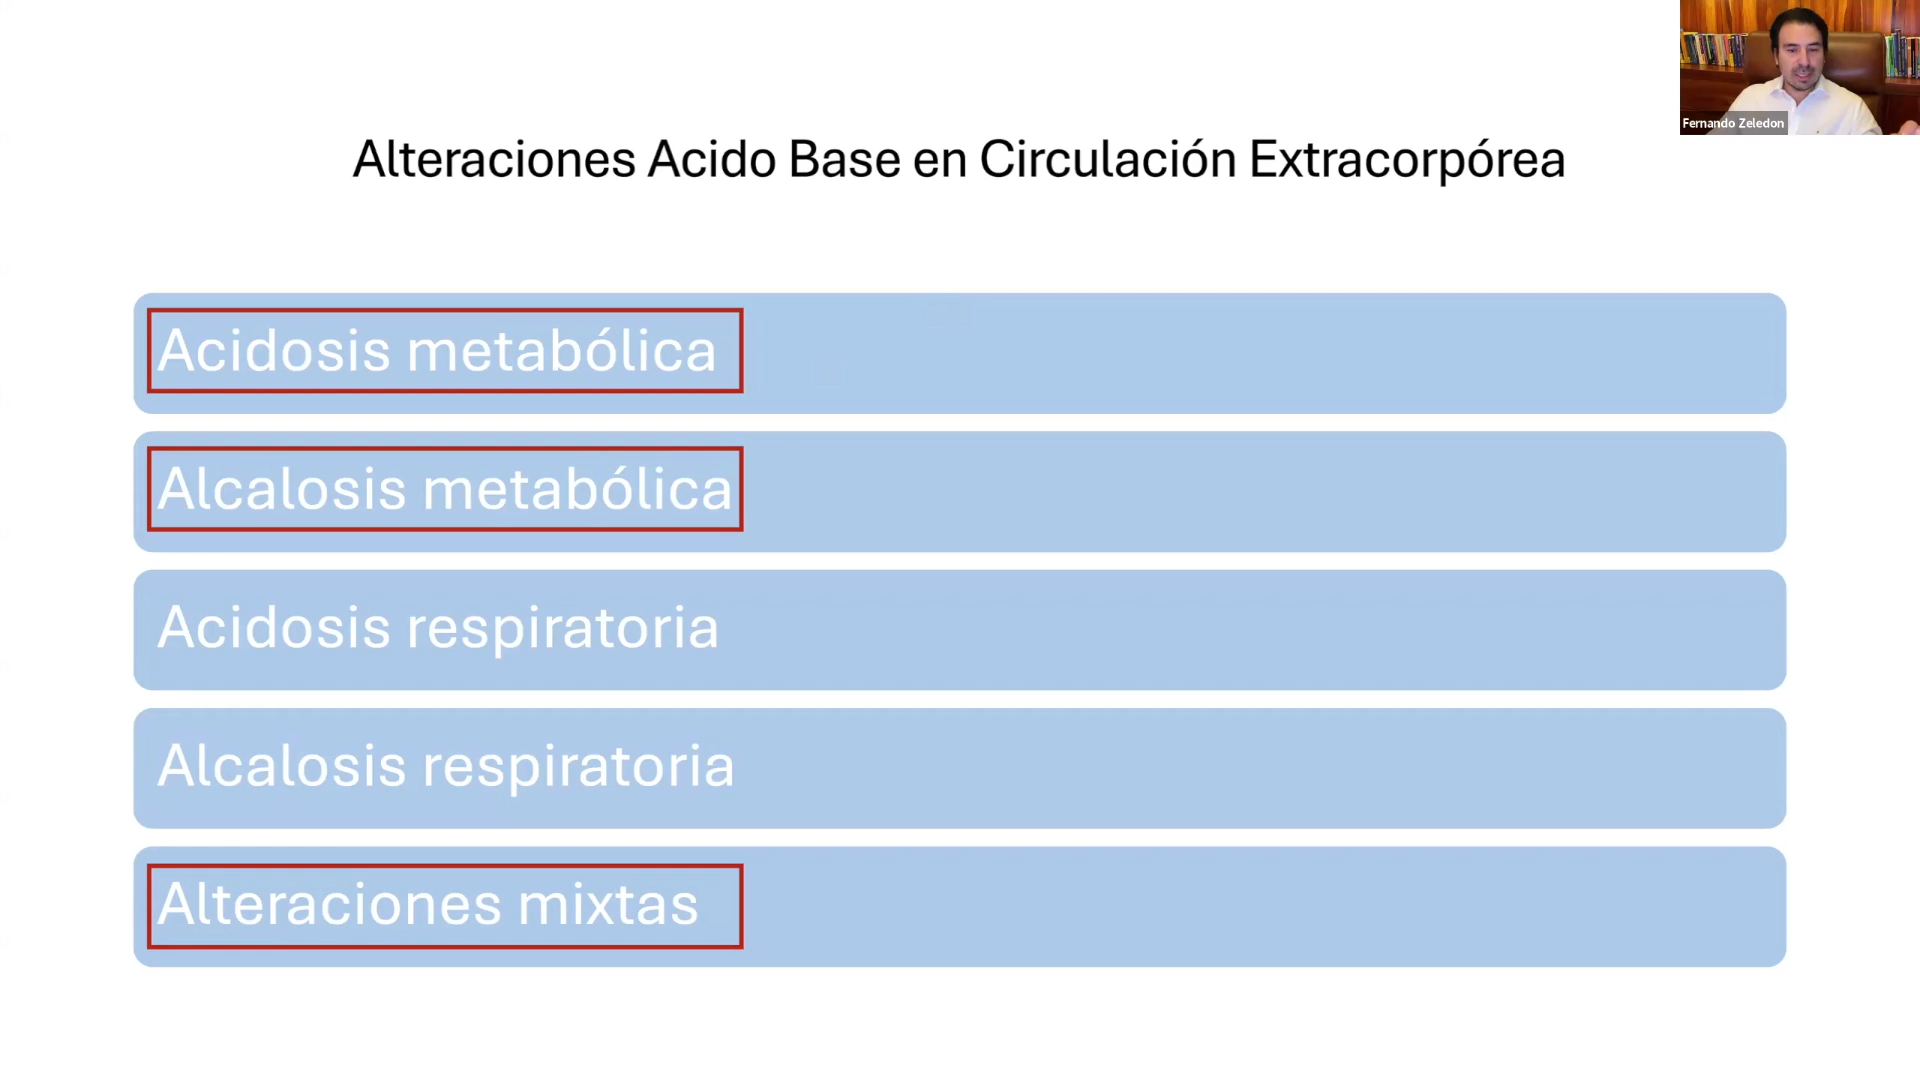 Fernando Zeledon
Alteraciones Acido Base en Circulación Extracorpórea
Acidosis metabólica
Alcalosis metabólica
Acidosis respiratoria
Alcalosis respiratoria
Alteraciones mixtas